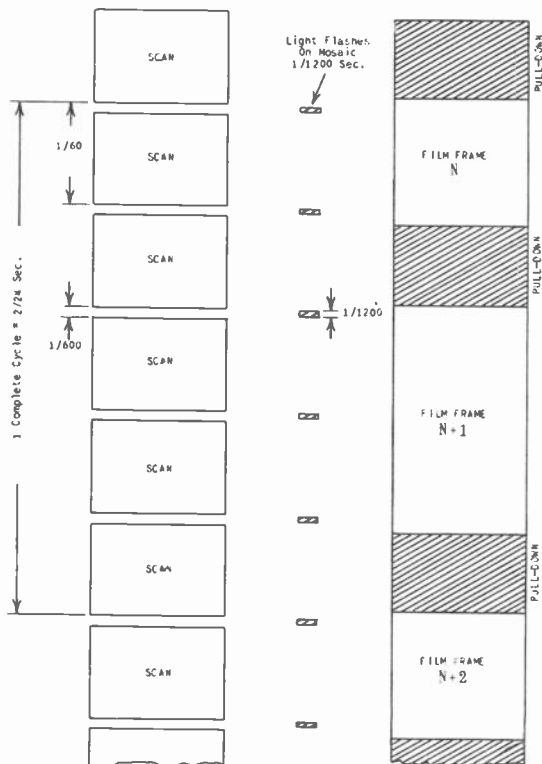 SCAN
SCAN
SCAN
SCAN
SCAN
SCAN
SCAN
1 Complete Cycle = 2/24 Sec.
1/60
1/600
Light Flashes
On Mosaic
1/1200 Sec.
1/1200
FILM FRAME
N
FILM FRAME
N+1
FILM FRAME
N+2
PULL-DOWN
PULL-DOWN
PULL-DOWN